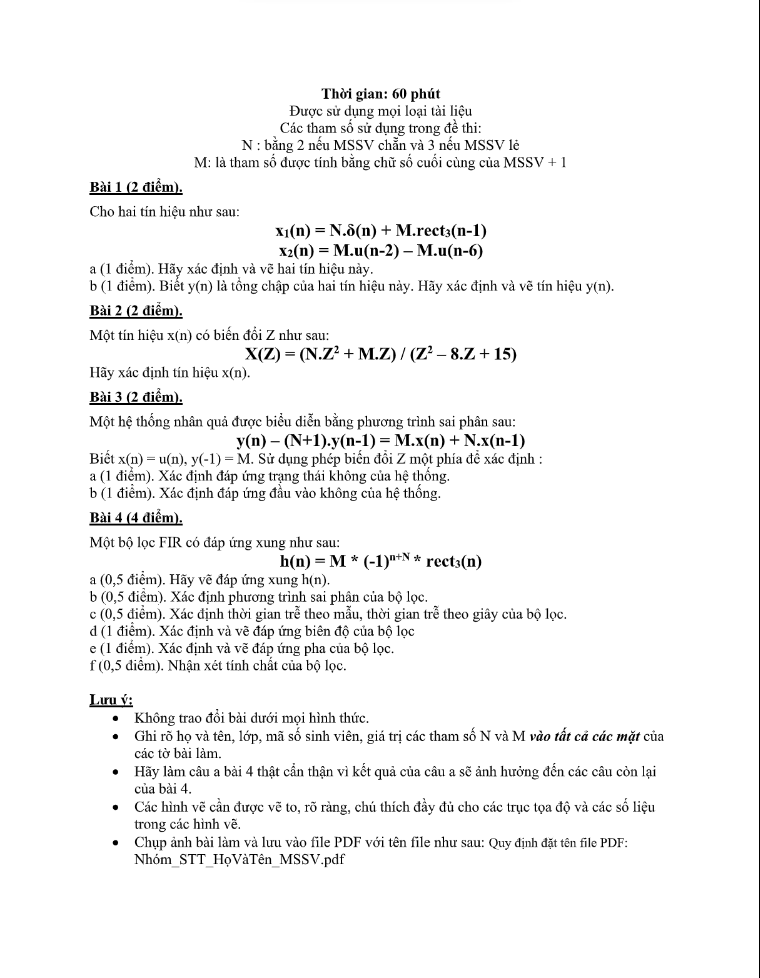 Thời gian: 60 phút
Được sử dụng mọi loại tài liệu
Các tham số sử dụng trong đề thi:
N : bằng 2 nếu MSSV chẵn và 3 nếu MSSV lẻ
M: là tham số được tính bằng chữ số cuối cùng của MSSV + 1
Bài 1 (2 điểm).
Cho hai tín hiệu như sau:
x₁(n) = N.δ(n) + M.rect₃(n-1)
x₂(n) = M.u(n-2) – M.u(n-6)
a (1 điểm). Hãy xác định và vẽ hai tín hiệu này.
b (1 điểm). Biết y(n) là tổng chập của hai tín hiệu này. Hãy xác định và vẽ tín hiệu y(n).
Bài 2 (2 điểm).
Một tín hiệu x(n) có biến đổi Z như sau:
X(Z) = (N.Z² + M.Z) / (Z² – 8.Z + 15)
Hãy xác định tín hiệu x(n).
Bài 3 (2 điểm).
Một hệ thống nhân quả được biểu diễn bằng phương trình sai phân sau:
y(n) – (N+1).y(n-1) = M.x(n) + N.x(n-1)
Biết x(n) = u(n), y(-1) = M. Sử dụng phép biến đổi Z một phía để xác định :
a (1 điểm). Xác định đáp ứng trạng thái không của hệ thống.
b (1 điểm). Xác định đáp ứng đầu vào không của hệ thống.
Bài 4 (4 điểm).
Một bộ lọc FIR có đáp ứng xung như sau:
h(n) = M * (-1)ⁿ⁺ᴺ * rect₃(n)
a (0,5 điểm). Hãy vẽ đáp ứng xung h(n).
b (0,5 điểm). Xác định phương trình sai phân của bộ lọc.
c (0,5 điểm). Xác định thời gian trễ theo mẫu, thời gian trễ theo giây của bộ lọc.
d (1 điểm). Xác định và vẽ đáp ứng biên độ của bộ lọc
e (1 điểm). Xác định và vẽ đáp ứng pha của bộ lọc.
f (0,5 điểm). Nhận xét tính chất của bộ lọc.
Lưu ý:
• Không trao đổi bài dưới mọi hình thức.
• Ghi rõ họ và tên, lớp, mã số sinh viên, giá trị các tham số N và M vào tất cả các mặt của
các tờ bài làm.
• Hãy làm câu a bài 4 thật cẩn thận vì kết quả của câu a sẽ ảnh hưởng đến các câu còn lại
của bài 4.
• Các hình vẽ cần được vẽ to, rõ ràng, chú thích đầy đủ cho các trục tọa độ và các số liệu
trong các hình vẽ.
• Chụp ảnh bài làm và lưu vào file PDF với tên file như sau: Quy định đặt tên file PDF:
Nhóm_STT_HọVàTên_MSSV.pdf